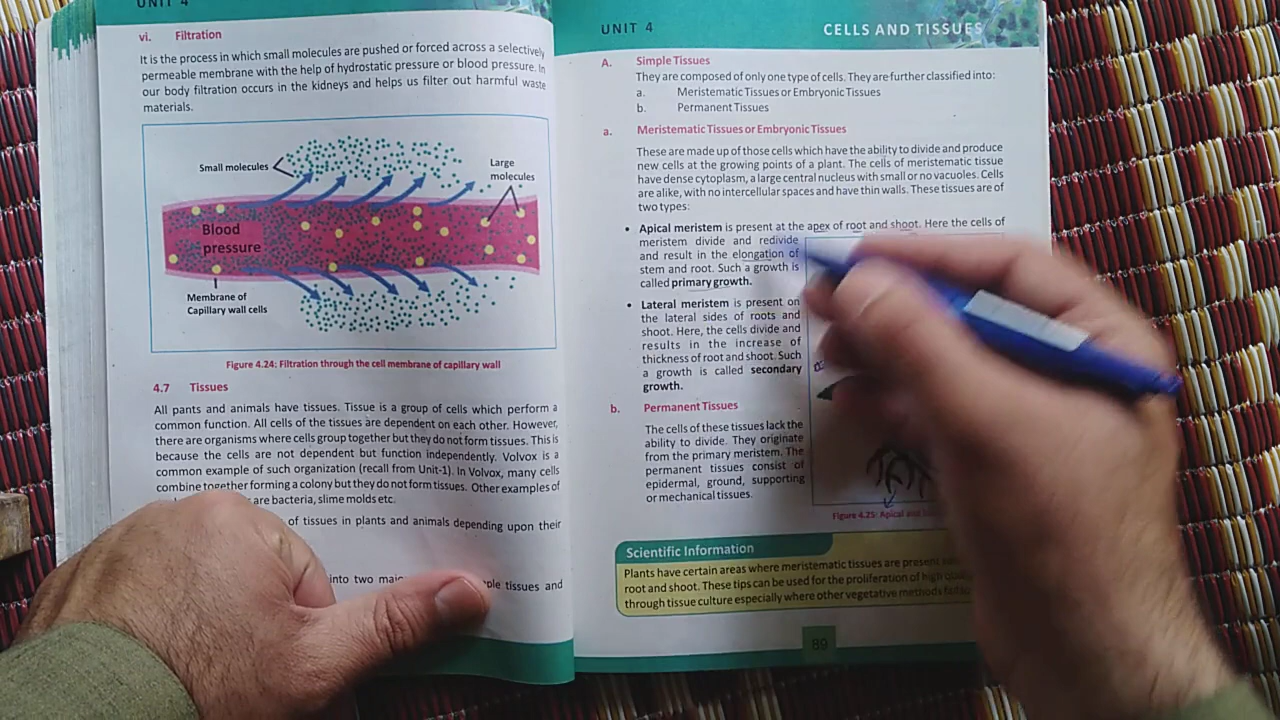 UNIT 4
vi. Filtration
It is the process in which small molecules are pushed or forced across a selectively
permeable membrane with the help of hydrostatic pressure or blood pressure. In
our body filtration occurs in the kidneys and helps us filter out harmful waste
materials.
Small molecules
Large
molecules
Blood
pressure
Membrane of
Capillary wall cells
Figure 4.24: Filtration through the cell membrane of capillary wall
4.7 Tissues
All pants and animals have tissues. Tissue is a group of cells which perform a
common function. All cells of the tissues are dependent on each other. However,
there are organisms where cells group together but they do not form tissues. This is
because the cells are not dependent but function independently. Volvox is a
common example of such organization (recall from Unit-1). In Volvox, many cells
combine together forming a colony but they do not form tissues. Other examples of
are bacteria, slime molds etc.
of tissues in plants and animals depending upon their
into two tissues and
UNIT 4 CELLS AND TISSUES
A. Simple Tissues
They are composed of only one type of cells. They are further classified into:
a. Meristematic Tissues or Embryonic Tissues
b. Permanent Tissues
a. Meristematic Tissues or Embryonic Tissues
These are made up of those cells which have the ability to divide and produce
new cells at the growing points of a plant. The cells of meristematic tissue
have dense cytoplasm, a large central nucleus with small or no vacuoles. Cells
are alike, with no intercellular spaces and have thin walls. These tissues are of
two types:
• Apical meristem is present at the apex of root and shoot. Here the cells of
meristem divide and redivide
and result in the elongation of
stem and root. Such a growth is
called primary growth.
• Lateral meristem is present on
the lateral sides of roots and
shoot. Here, the cells divide and
results in the increase of
thickness of root and shoot. Such
a growth is called secondary
growth.
b. Permanent Tissues
The cells of these tissues lack the
ability to divide. They originate
from the primary meristem. The
permanent tissues consist of
epidermal, ground, supporting
or mechanical tissues.
Figure 4.25: Apical and
Scientific Information
Plants have certain areas where meristematic tissues are present
root and shoot. These tips can be used for the proliferation of high
through tissue culture especially where other vegetative methods
89